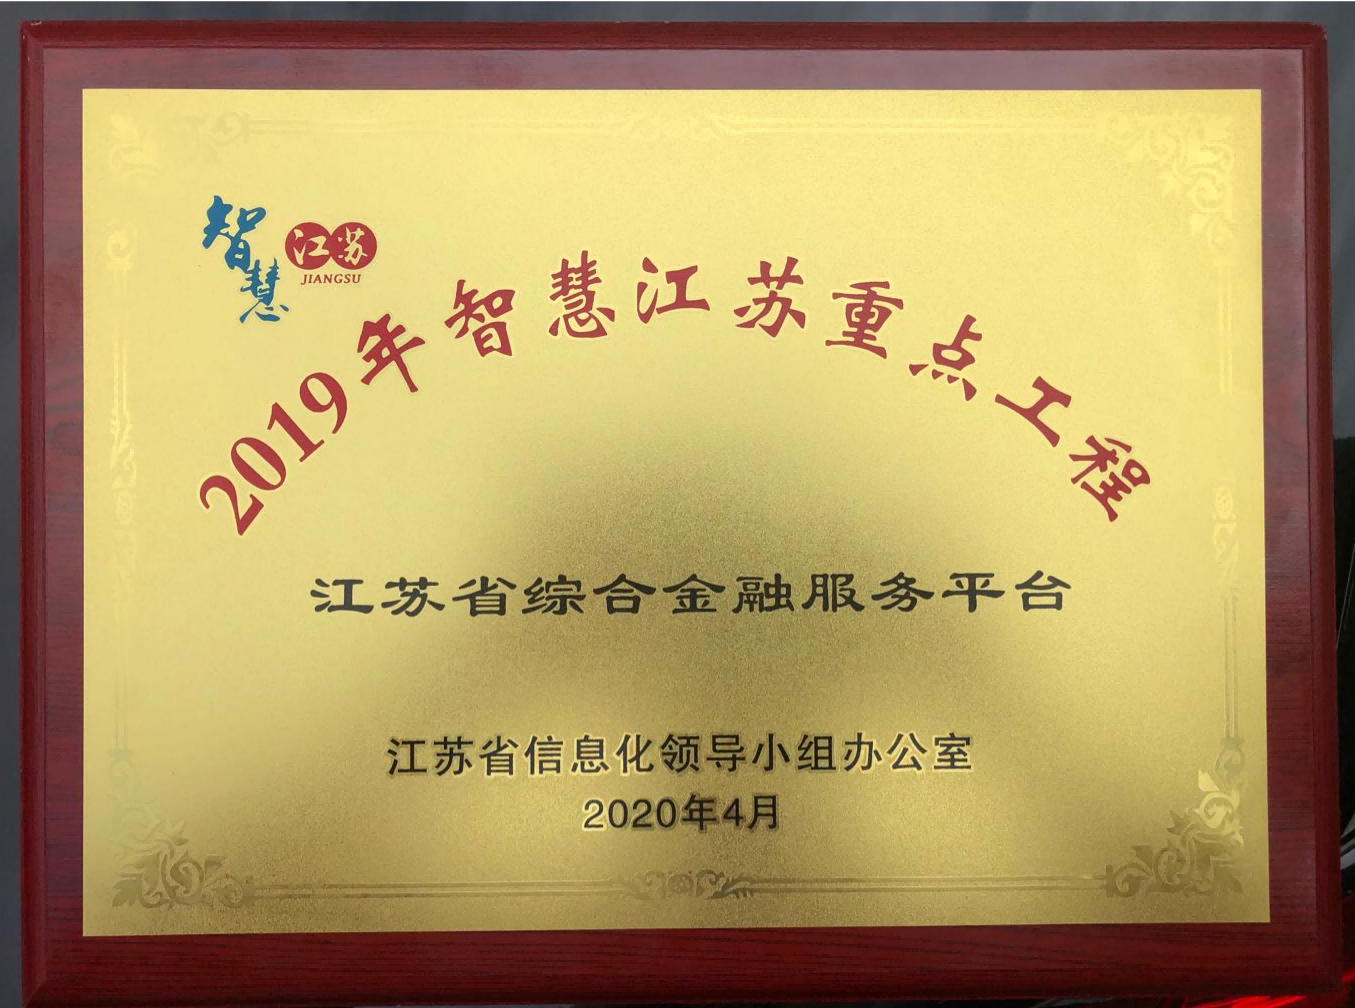 智慧
江苏
JIANGSU
2019年智慧江苏重点工程
江苏省综合金融服务平台
江苏省信息化领导小组办公室
2020年4月